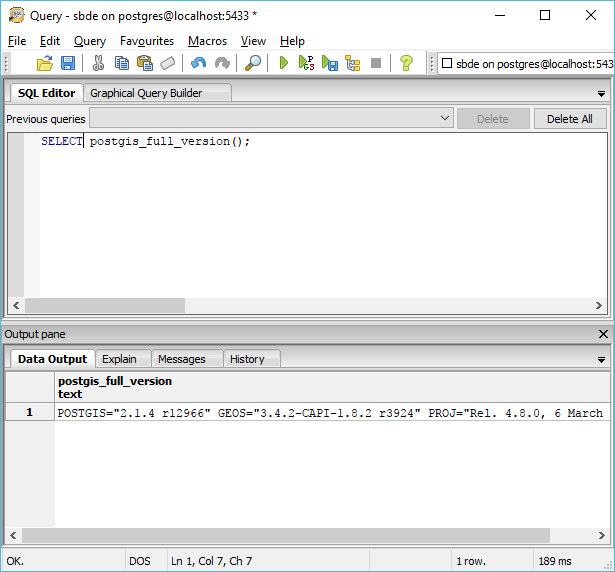 Query - sbde on postgres@localhost:5433 *
File Edit Query Favourites Macros View Help
sbde on postgres@localhost:543
SQL Editor Graphical Query Builder
Previous queries Delete Delete All
SELECT postgis_full_version();
Output pane
Data Output Explain Messages History
postgis_full_version
text
1 POSTGIS="2.1.4 r12966" GEOS="3.4.2-CAPI-1.8.2 r3924" PROJ="Rel. 4.8.0, 6 March
OK. DOS Ln 1, Col 7, Ch 7 1 row. 189 ms